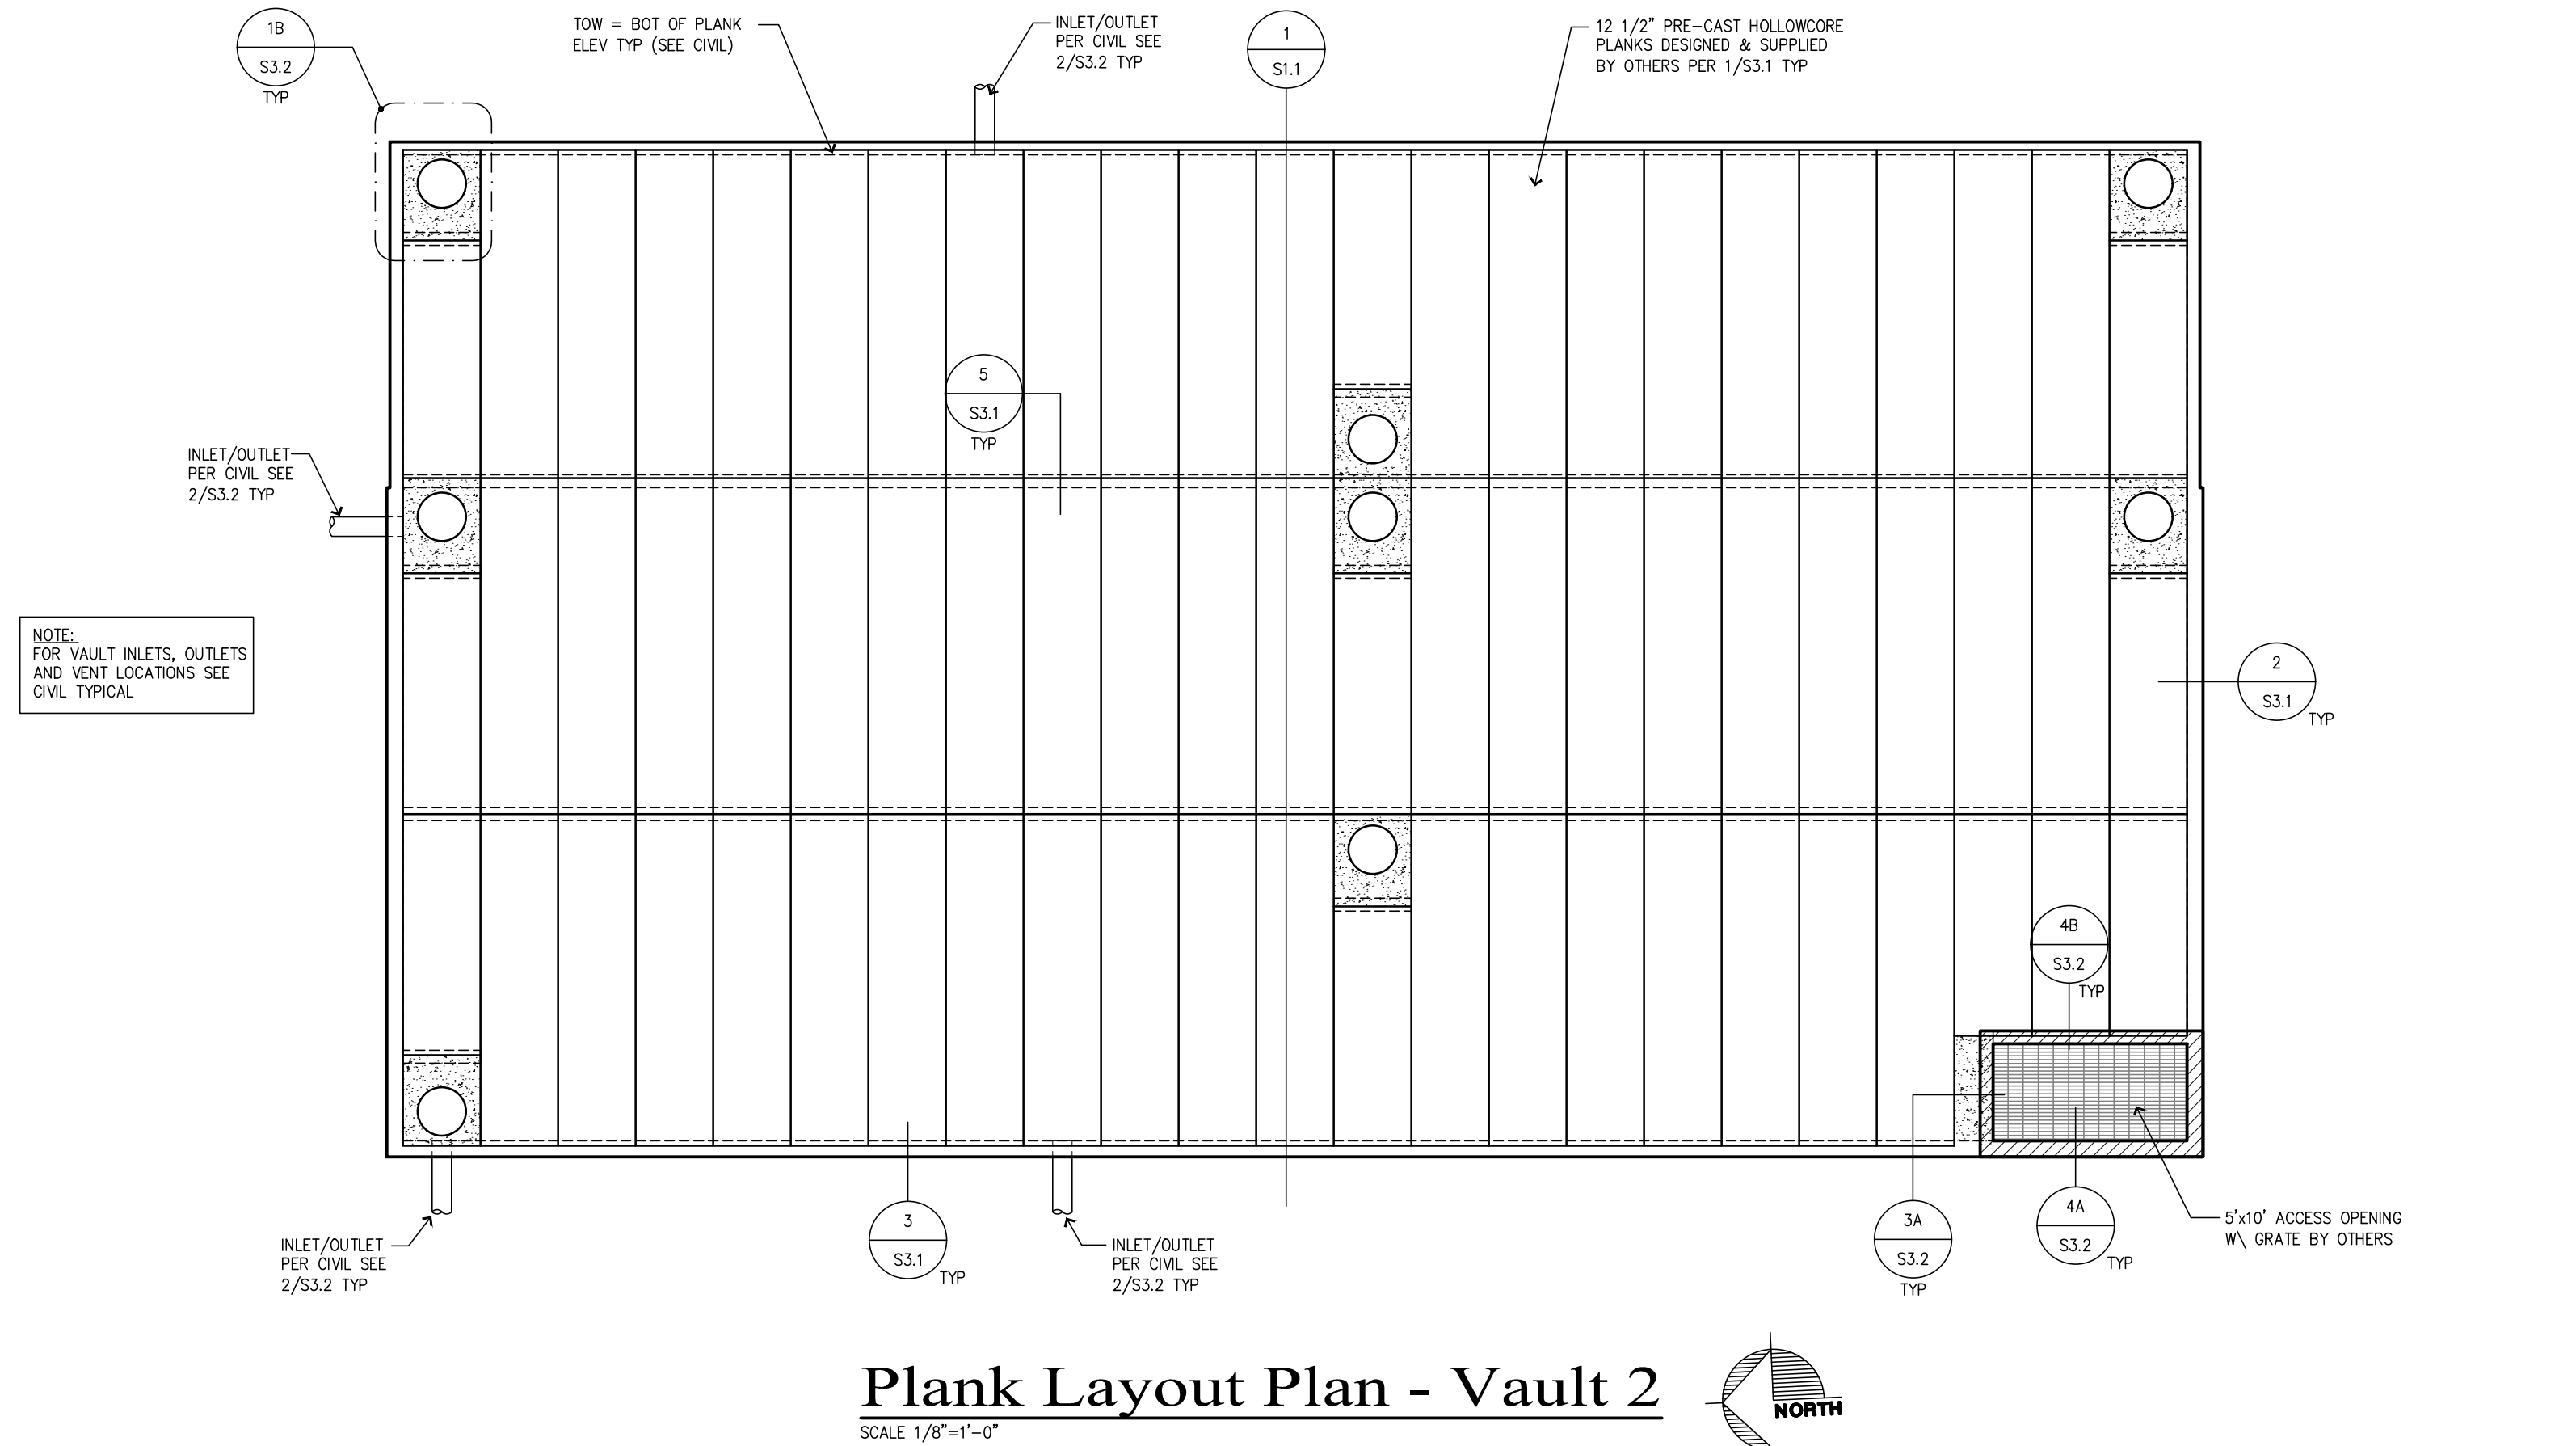 1B
S3.2
TYP
TOW = BOT OF PLANK
ELEV TYP (SEE CIVIL)
INLET/OUTLET
PER CIVIL SEE
2/S3.2 TYP
1
S1.1
12 1/2" PRE-CAST HOLLOWCORE
PLANKS DESIGNED & SUPPLIED
BY OTHERS PER 1/S3.1 TYP
5
S3.1
TYP
INLET/OUTLET
PER CIVIL SEE
2/S3.2 TYP
NOTE:
FOR VAULT INLETS, OUTLETS
AND VENT LOCATIONS SEE
CIVIL TYPICAL
2
S3.1
TYP
4B
S3.2
TYP
INLET/OUTLET
PER CIVIL SEE
2/S3.2 TYP
3
S3.1
TYP
INLET/OUTLET
PER CIVIL SEE
2/S3.2 TYP
3A
S3.2
TYP
4A
S3.2
TYP
5'x10' ACCESS OPENING
W\ GRATE BY OTHERS
Plank Layout Plan - Vault 2
SCALE 1/8"=1'-0"
NORTH